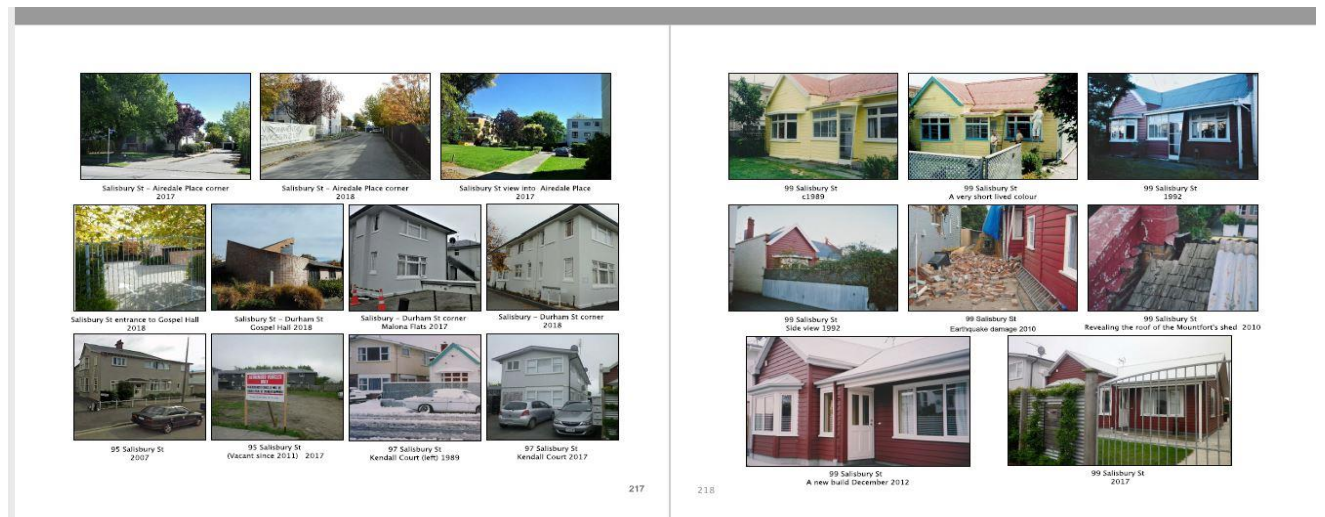 Salisbury St – Airedale Place corner
2017
Salisbury St – Airedale Place corner
2018
Salisbury St view into Airedale Place
2017
Salisbury St entrance to Gospel Hall
2018
Salisbury St – Durham St
Gospel Hall 2018
Salisbury – Durham St corner
Malona Flats 2017
Salisbury – Durham St corner
2018
95 Salisbury St
2007
95 Salisbury St
(Vacant since 2011) 2017
97 Salisbury St
Kendall Court (left) 1989
97 Salisbury St
Kendall Court 2017
217
99 Salisbury St
c1989
99 Salisbury St
A very short lived colour
99 Salisbury St
1992
99 Salisbury St
Side view 1992
99 Salisbury St
Earthquake damage 2010
99 Salisbury St
Revealing the roof of the Mountfort's shed 2010
99 Salisbury St
A new build December 2012
99 Salisbury St
2017
218